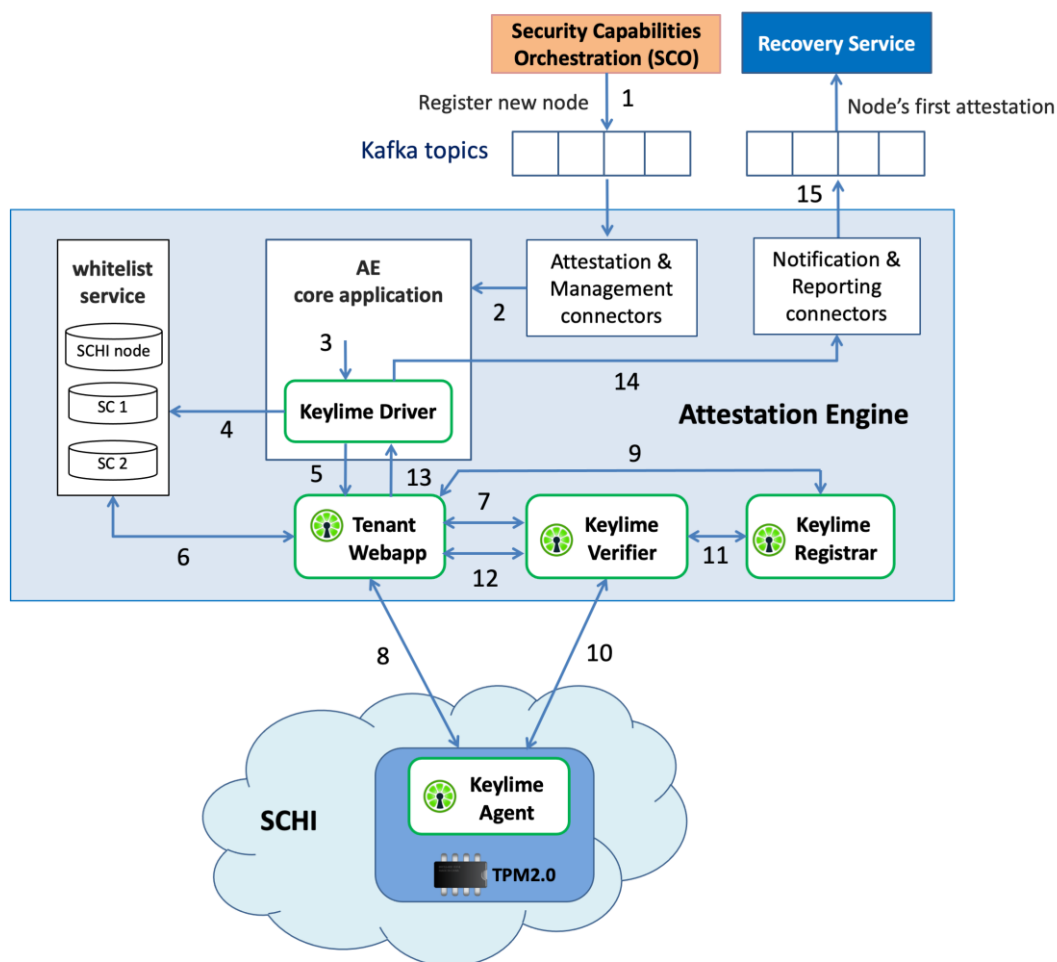 Security Capabilities
Orchestration (SCO)
Recovery Service
Register new node
1
Node's first attestation
Kafka topics
15
whitelist
service
SCHI node
SC 1
SC 2
AE
core application
3
Keylime Driver
2
Attestation &
Management
connectors
Notification &
Reporting
connectors
14
4
Attestation Engine
5
13
9
6
Tenant
Webapp
7
12
Keylime
Verifier
11
Keylime
Registrar
8
10
SCHI
Keylime
Agent
TPM2.0